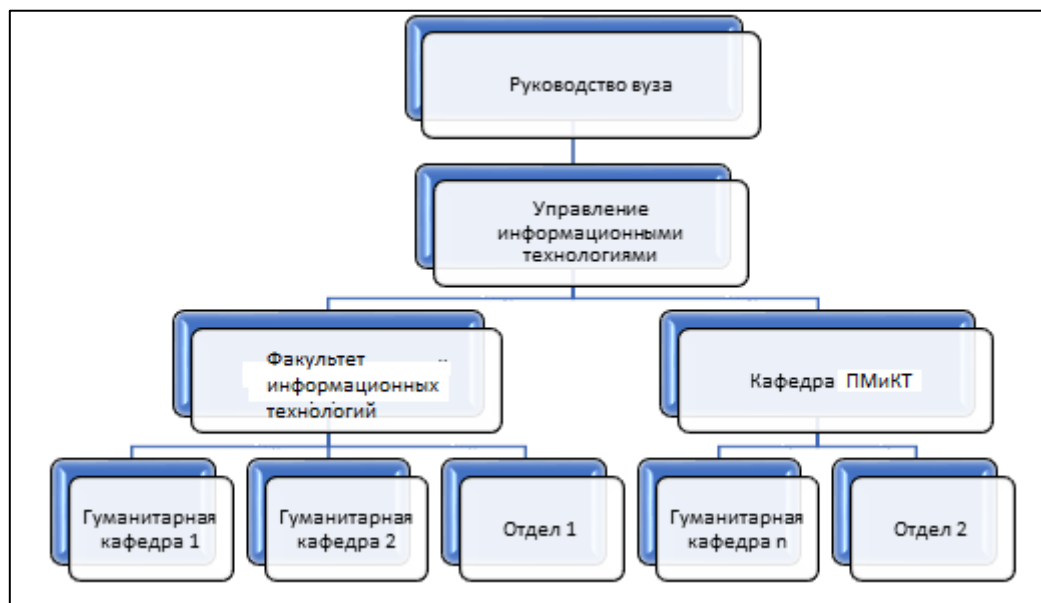 Руководство вуза
Управление
информационными
технологиями
Факультет
информационных
технологий
Кафедра ПМиКТ
Гуманитарная
кафедра 1
Гуманитарная
кафедра 2
Отдел 1
Гуманитарная
кафедра n
Отдел 2